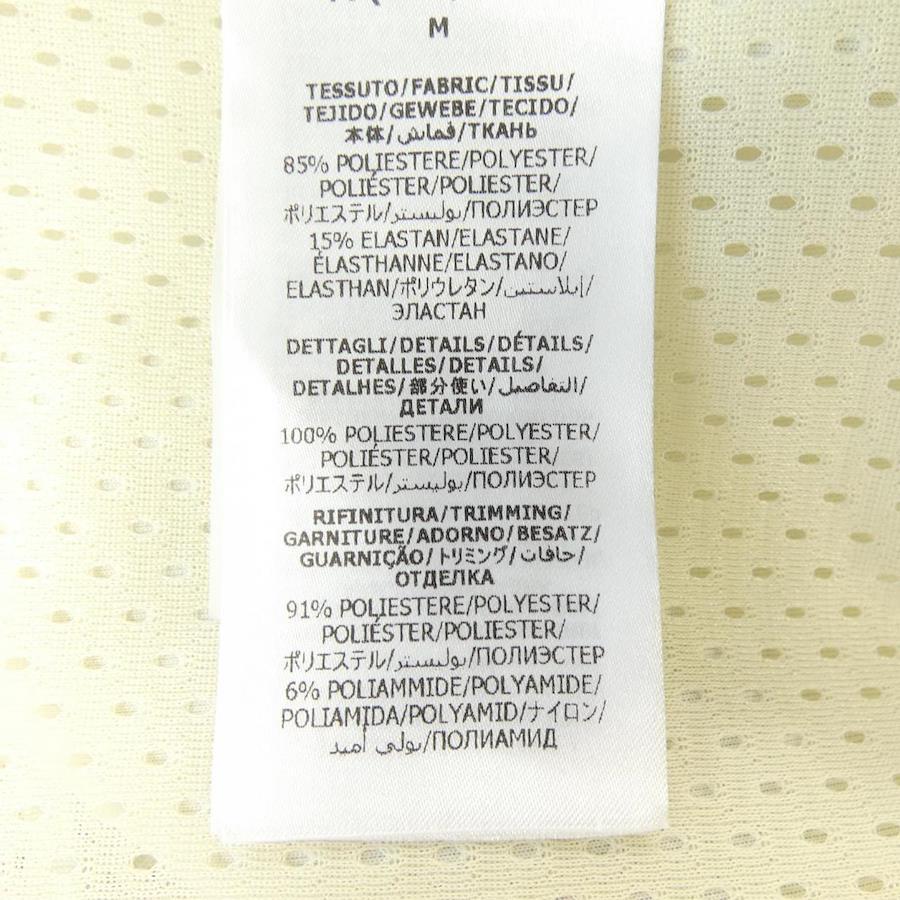 M
TESSUTO/FABRIC/TISSU/
TEJIDO/GEWEBE/TECIDO/
本体/قماش/ТКАНЬ
85% POLIESTERE/POLYESTER/
POLIÉSTER/POLIESTER/
ポリエステル/بوليستر/ПОЛИЭСТЕР
15% ELASTAN/ELASTANE/
ÉLASTHANNE/ELASTANO/
ELASTHAN/ポリウレタン/إيلاستين/
ЭЛАСТАН
DETTAGLI/DETAILS/DÉTAILS/
DETALLES/DETAILS/
DETALHES/部分使い/التفاصيل/
ДЕТАЛИ
100% POLIESTERE/POLYESTER/
POLIÉSTER/POLIESTER/
ポリエステル/بوليستر/ПОЛИЭСТЕР
RIFINITURA/TRIMMING/
GARNITURE/ADORNO/BESATZ/
GUARNIÇÃO/トリミング/حافات/
ОТДЕЛКА
91% POLIESTERE/POLYESTER/
POLIÉSTER/POLIESTER/
ポリエステル/بوليستر/ПОЛИЭСТЕР
6% POLIAMMIDE/POLYAMIDE/
POLIAMIDA/POLYAMID/ナイロン/
بولي أميد/ПОЛИАМИД